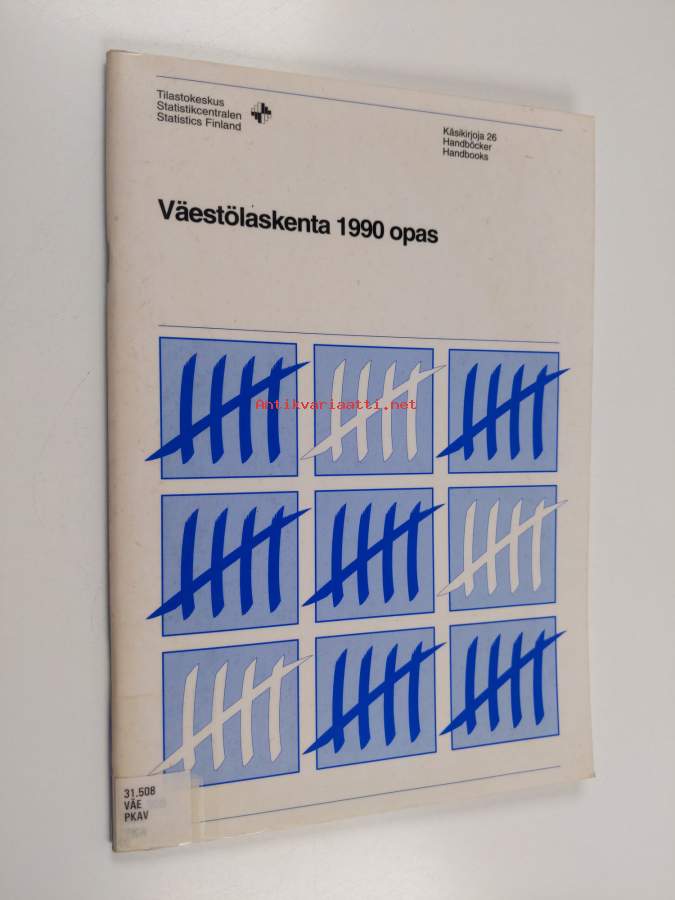 Tilastokeskus
Statistikcentralen
Statistics Finland
Käsikirjoja 26
Handböcker
Handbooks
Väestölaskenta 1990 opas
Antikvariaatti.net
31.508
VÄE
PKAV